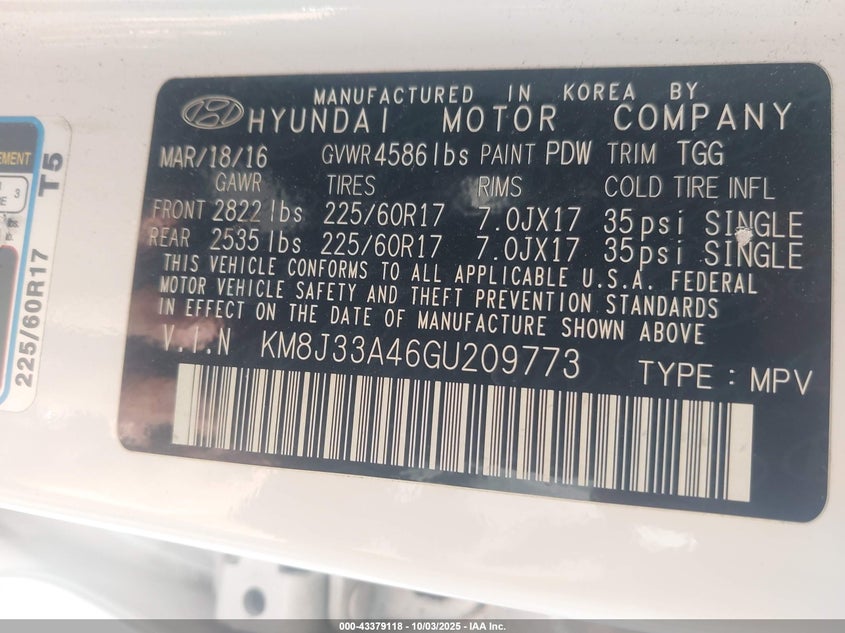 MANUFACTURED IN KOREA BY
HYUNDAI MOTOR COMPANY
MAR/18/16 GVWR 4586 lbs PAINT PDW TRIM TGG
GAWR TIRES RIMS COLD TIRE INFL
FRONT 2822 lbs 225/60R17 7.0JX17 35psi SINGLE
REAR 2535 lbs 225/60R17 7.0JX17 35psi SINGLE
THIS VEHICLE CONFORMS TO ALL APPLICABLE U.S.A. FEDERAL
MOTOR VEHICLE SAFETY AND THEFT PREVENTION STANDARDS
IN EFFECT ON THE DATE OF MANUFACTURE SHOWN ABOVE
V.I.N KM8J33A46GU209773 TYPE : MPV
225/60R17 T5
000-43379118 - 10/03/2025 - IAA Inc.